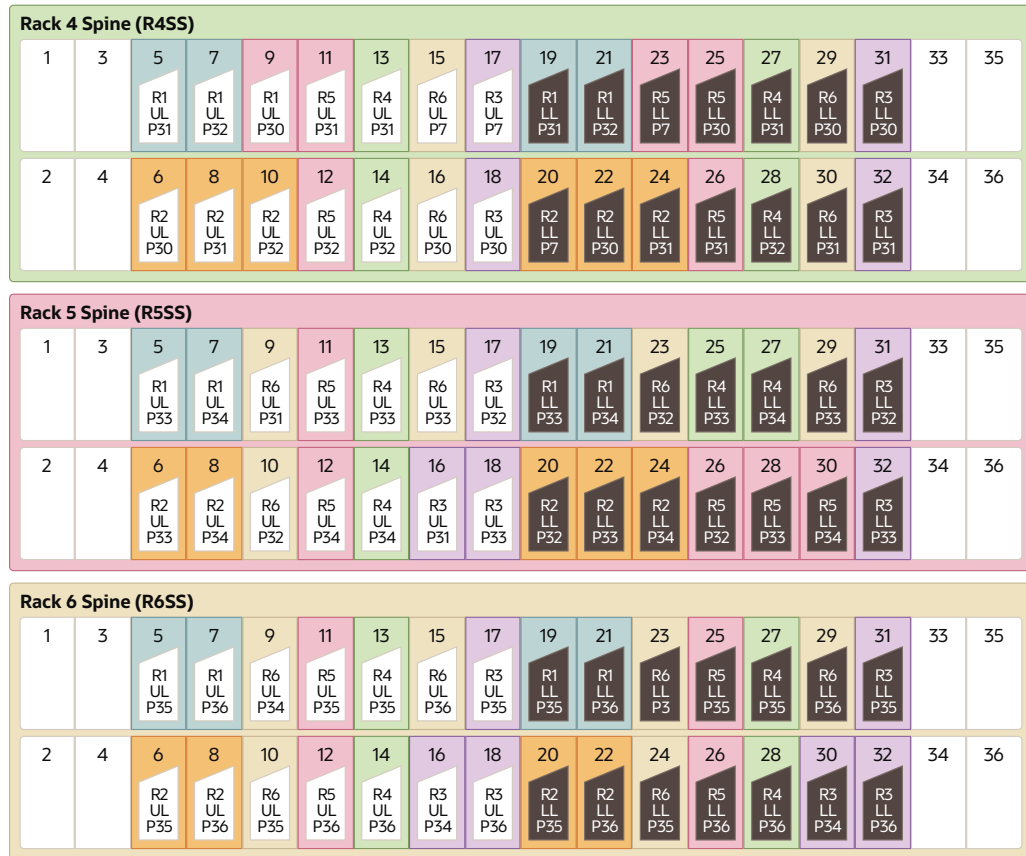 Rack 4 Spine (R4SS)
1 3 5 7 9 11 13 15 17 19 21 23 25 27 29 31 33 35
R1 R1 R1 R5 R4 R6 R3 R1 R1 R5 R5 R4 R6 R3
UL UL UL UL UL UL UL LL LL LL LL LL LL LL
P31 P32 P30 P31 P31 P7 P7 P31 P32 P7 P30 P31 P30 P30
2 4 6 8 10 12 14 16 18 20 22 24 26 28 30 32 34 36
R2 R2 R2 R5 R4 R6 R3 R2 R2 R2 R5 R4 R6 R3
UL UL UL UL UL UL UL LL LL LL LL LL LL LL
P30 P31 P32 P32 P32 P30 P30 P7 P30 P31 P31 P32 P31 P31
Rack 5 Spine (R5SS)
1 3 5 7 9 11 13 15 17 19 21 23 25 27 29 31 33 35
R1 R1 R6 R5 R4 R6 R3 R1 R1 R6 R4 R4 R6 R3
UL UL UL UL UL UL UL LL LL LL LL LL LL LL
P33 P34 P31 P33 P33 P33 P32 P33 P34 P32 P33 P34 P33 P32
2 4 6 8 10 12 14 16 18 20 22 24 26 28 30 32 34 36
R2 R2 R6 R5 R4 R3 R3 R2 R2 R2 R5 R5 R5 R3
UL UL UL UL UL UL UL LL LL LL LL LL LL LL
P33 P34 P32 P34 P34 P31 P33 P32 P33 P34 P32 P33 P34 P33
Rack 6 Spine (R6SS)
1 3 5 7 9 11 13 15 17 19 21 23 25 27 29 31 33 35
R1 R1 R6 R5 R4 R6 R3 R1 R1 R6 R5 R4 R6 R3
UL UL UL UL UL UL UL LL LL LL LL LL LL LL
P35 P36 P34 P35 P35 P36 P35 P35 P36 P3 P35 P35 P36 P35
2 4 6 8 10 12 14 16 18 20 22 24 26 28 30 32 34 36
R2 R2 R6 R5 R4 R3 R3 R2 R2 R6 R5 R4 R3 R3
UL UL UL UL UL UL UL LL LL LL LL LL LL LL
P35 P36 P35 P36 P36 P34 P36 P35 P36 P35 P36 P36 P34 P36